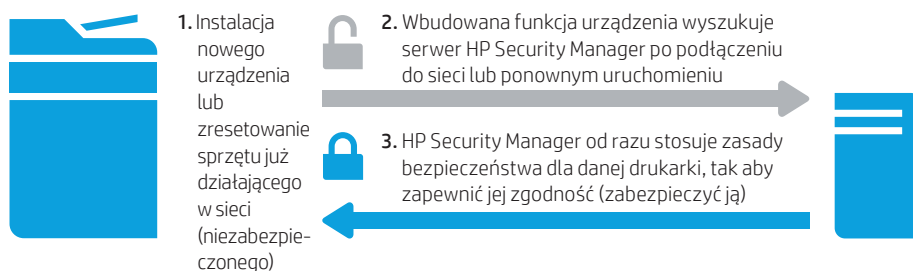 1. Instalacja
nowego
urządzenia
lub
zresetowanie
sprzętu już
działającego
w sieci
(niezabezpie-
czonego)
2. Wbudowana funkcja urządzenia wyszukuje
serwer HP Security Manager po podłączeniu
do sieci lub ponownym uruchomieniu
3. HP Security Manager od razu stosuje zasady
bezpieczeństwa dla danej drukarki, tak aby
zapewnić jej zgodność (zabezpieczyć ją)